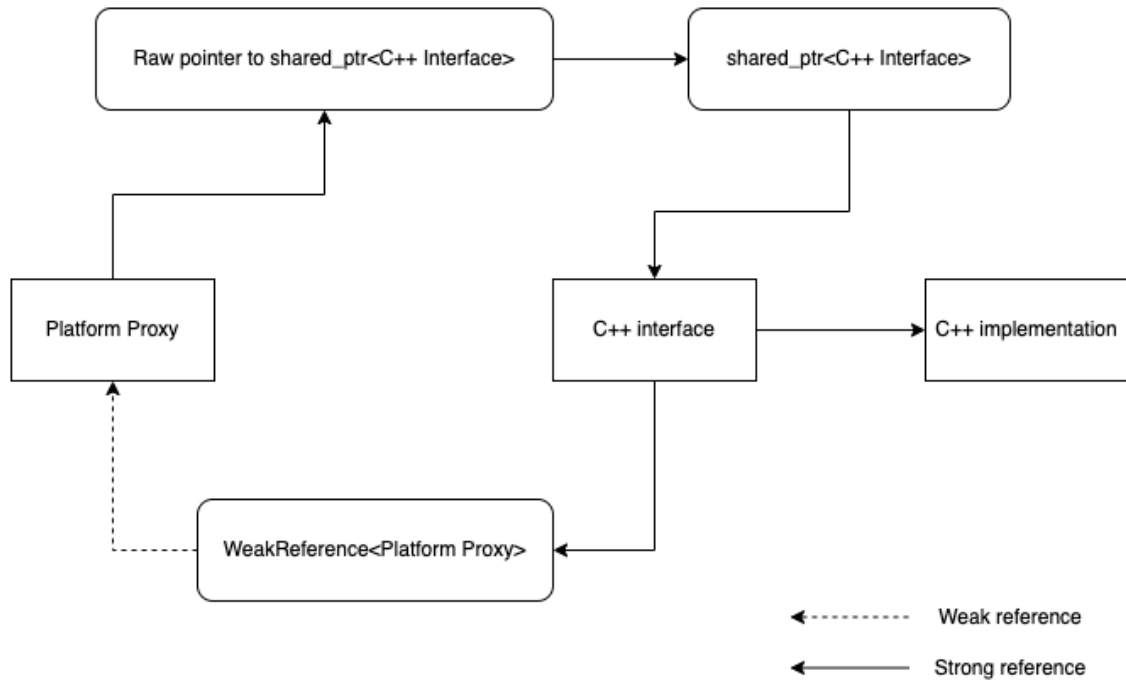 Raw pointer to shared_ptr<C++ Interface>
shared_ptr<C++ Interface>
Platform Proxy
C++ interface
C++ implementation
WeakReference<Platform Proxy>
Weak reference
Strong reference